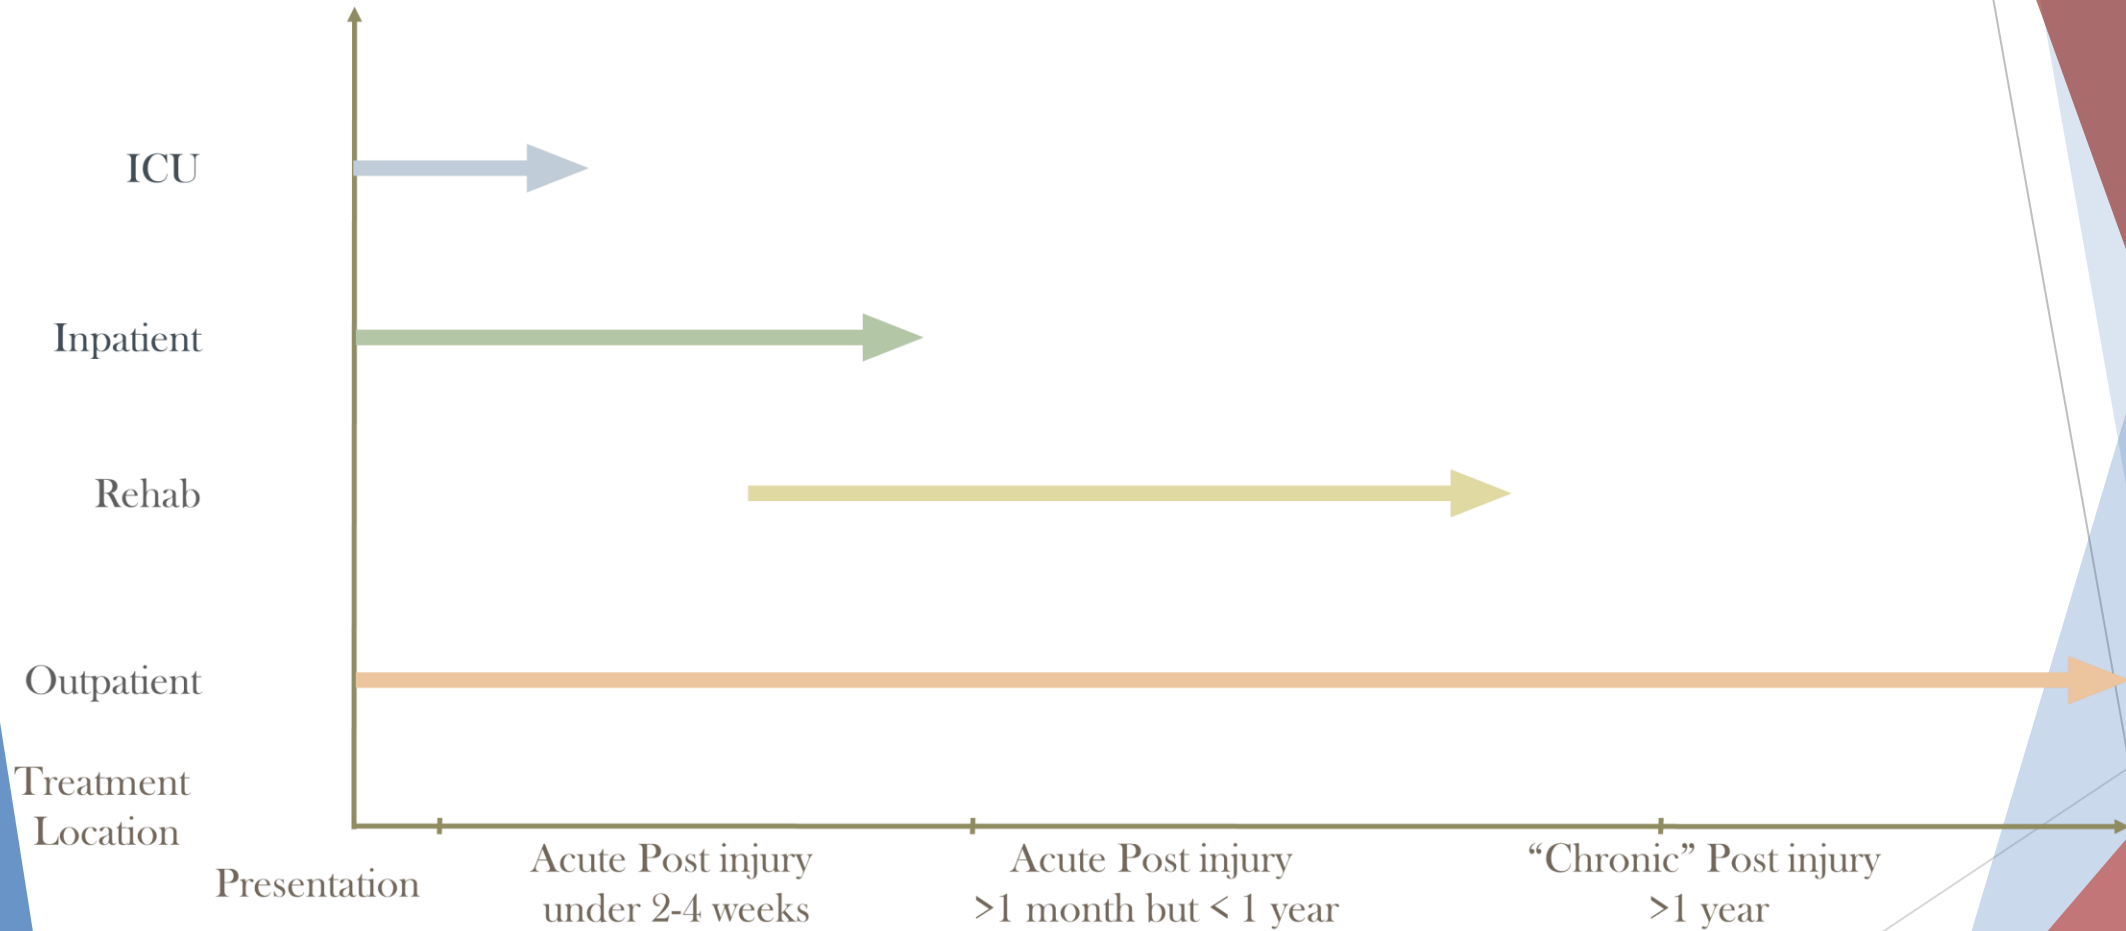 ICU
Inpatient
Rehab
Outpatient
Treatment
Location
Presentation
Acute Post injury
under 2-4 weeks
Acute Post injury
>1 month but < 1 year
“Chronic” Post injury
>1 year